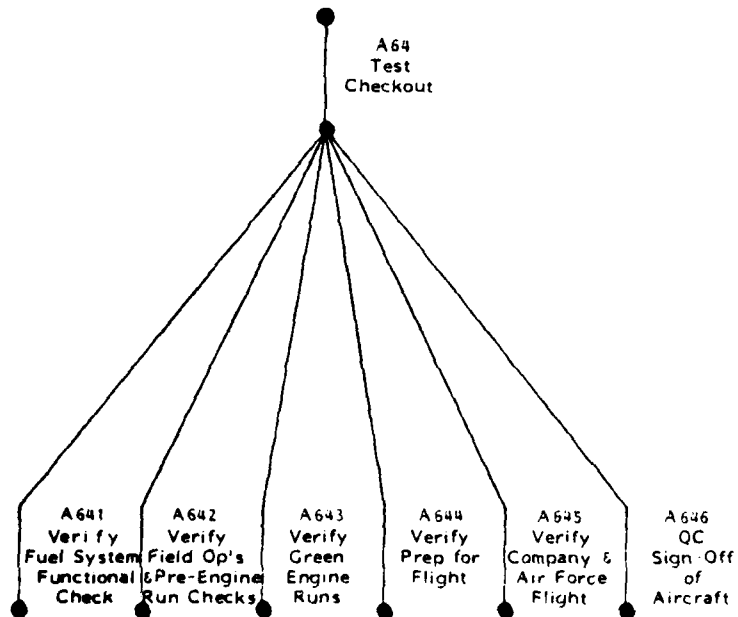 A64
Test
Checkout
A641
Verify
Fuel System
Functional
Check
A642
Verify
Field Op's
&Pre-Engine
Run Checks
A643
Verify
Green
Engine
Runs
A644
Verify
Prep for
Flight
A645
Verify
Company &
Air Force
Flight
A646
QC
Sign-Off
of
Aircraft